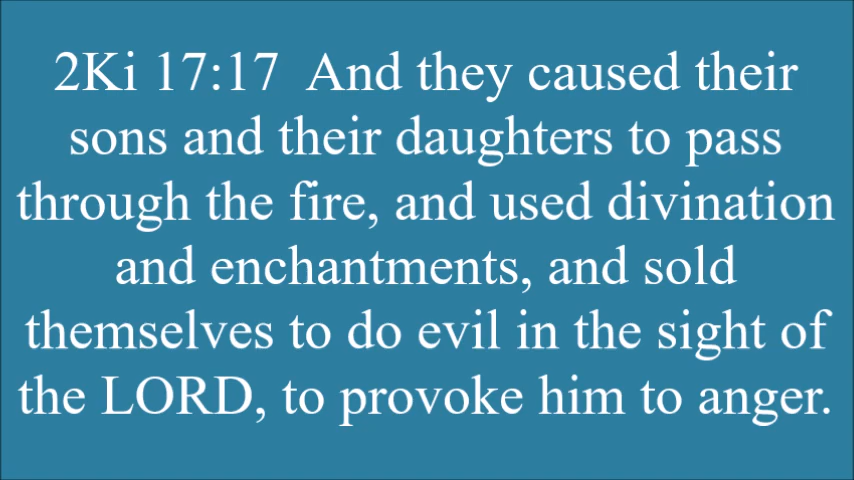 2Ki 17:17  And they caused their
sons and their daughters to pass
through the fire, and used divination
and enchantments, and sold
themselves to do evil in the sight of
the LORD, to provoke him to anger.